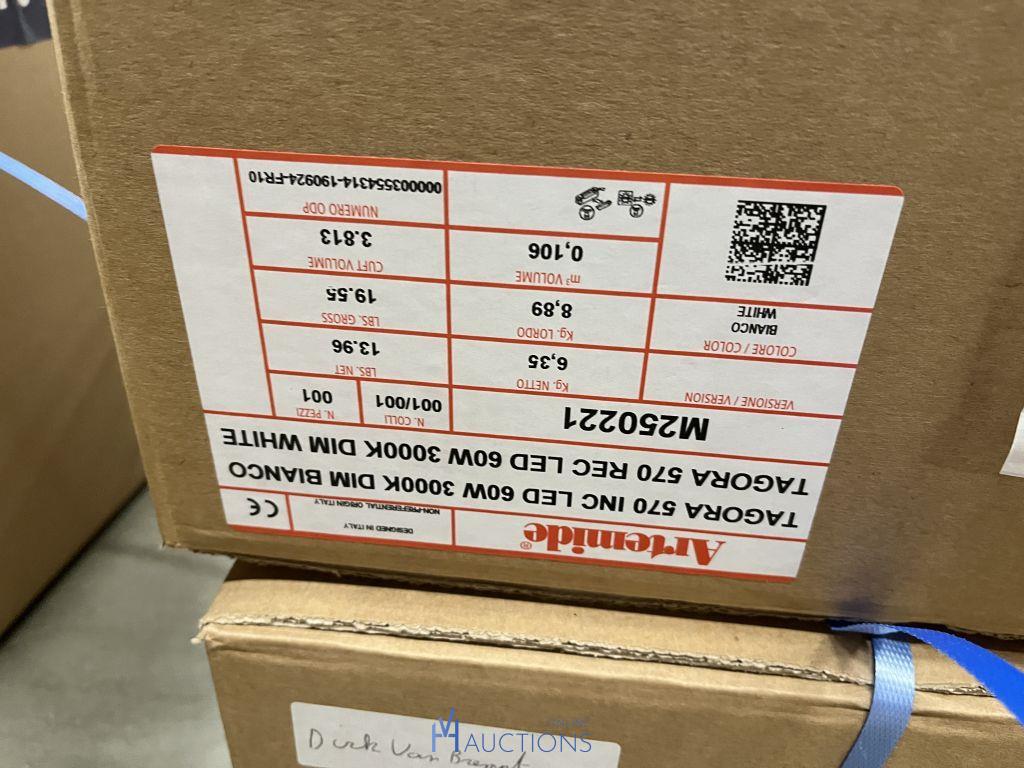 Artemide®
DESIGNED IN ITALY
NON-PREFERENTIAL ORIGIN ITALY
CE
TAGORA 570 INC LED 60W 3000K DIM BIANCO
TAGORA 570 REC LED 60W 3000K DIM WHITE
M250221
N. COLLI
001/001
N. PEZZI
001
VERSIONE / VERSION
Kg. NETTO
6,35
LBS. NET
13.96
COLORE / COLOR
BIANCO
WHITE
Kg. LORDO
8,89
LBS. GROSS
19.55
m³ VOLUME
0,106
CUFT VOLUME
3.813
NUMERO ODP
000003554314-190924-FR10
Dirk Van
ONLINE
AUCTIONS